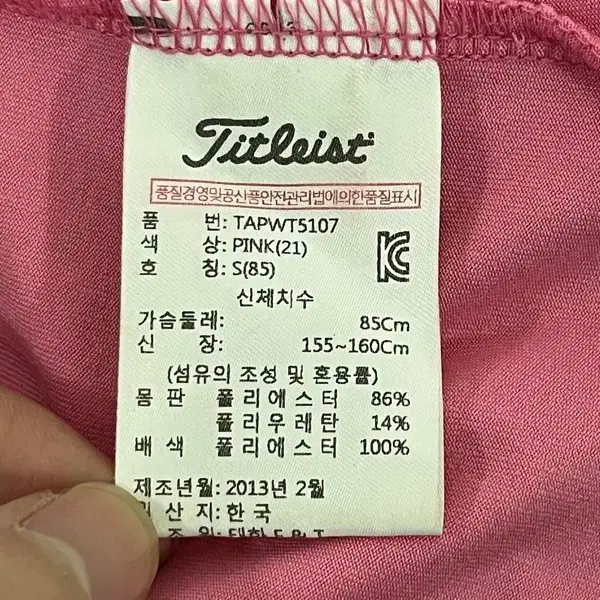 Titleist
품질경영및공산품안전관리법에의한품질표시
품 번: TAPWT5107
색 상: PINK(21)
호 칭: S(85)
신체치수
가슴둘레: 85Cm
신 장: 155~160Cm
(섬유의 조성 및 혼용률)
몸 판 폴리에스터 86%
폴리우레탄 14%
배색 폴리에스터 100%
제조년월: 2013년 2월
산 지: 한 국
조 원: 태화 F&T